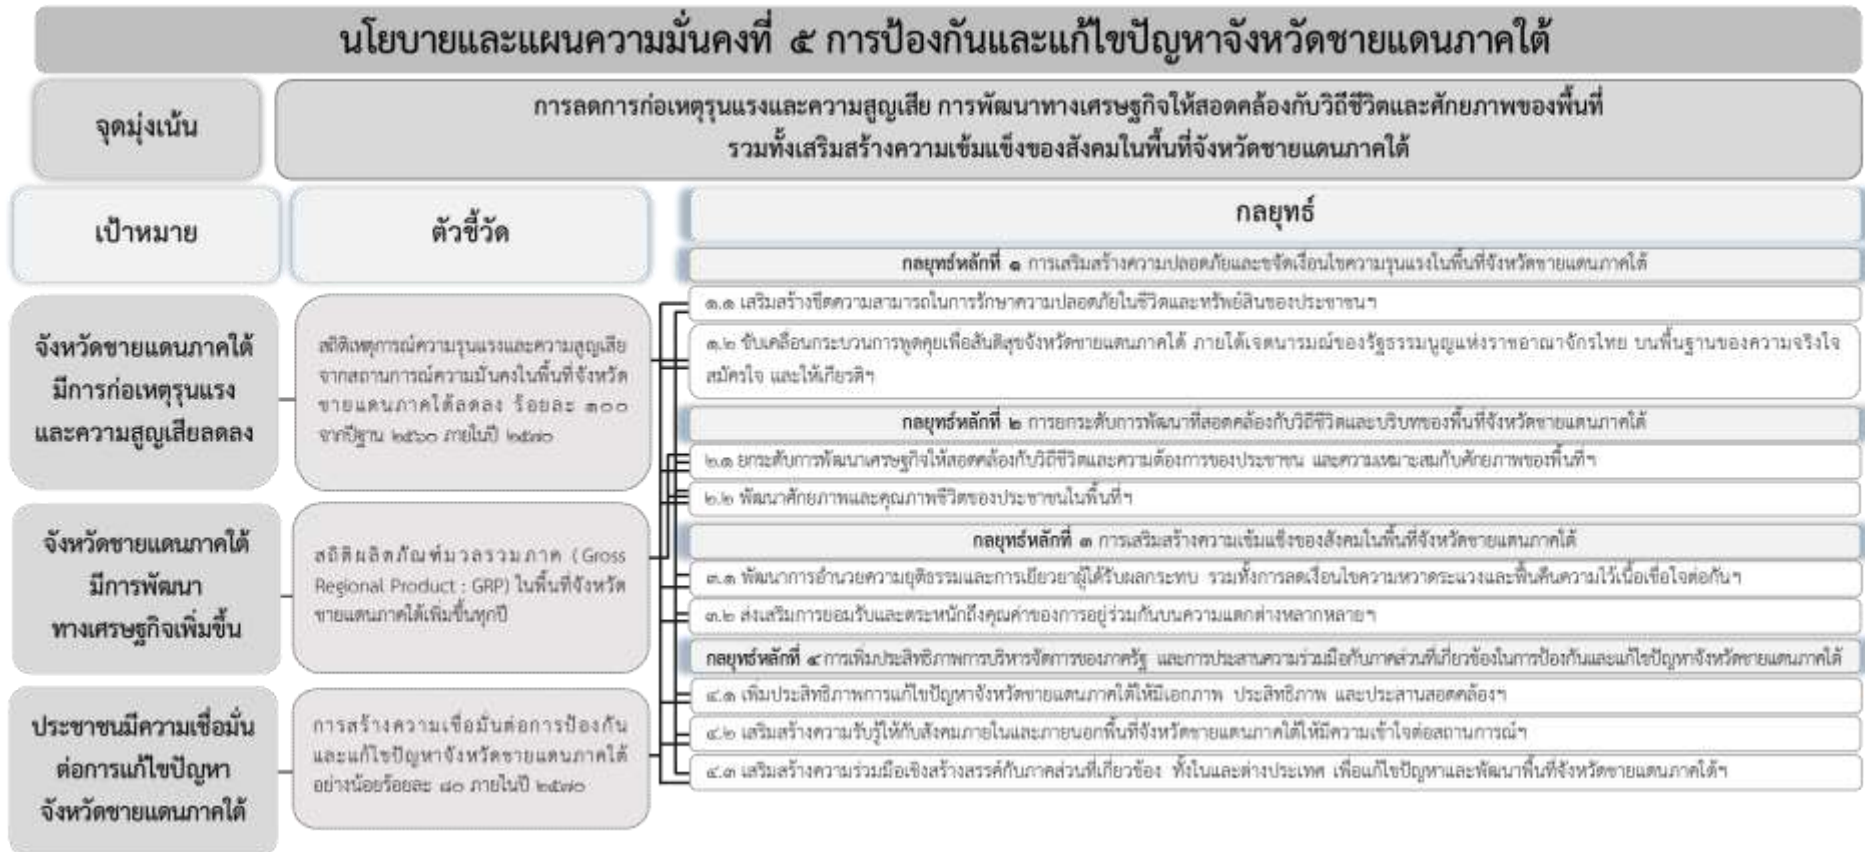 นโยบายและแผนความมั่นคงที่ ๕ การป้องกันและแก้ไขปัญหาจังหวัดชายแดนภาคใต้
จุดมุ่งเน้น
การลดการก่อเหตุรุนแรงและความสูญเสีย การพัฒนาทางเศรษฐกิจให้สอดคล้องกับวิถีชีวิตและศักยภาพของพื้นที่
รวมทั้งเสริมสร้างความเข้มแข็งของสังคมในพื้นที่จังหวัดชายแดนภาคใต้
เป้าหมาย
ตัวชี้วัด
กลยุทธ์
จังหวัดชายแดนภาคใต้
มีการก่อเหตุรุนแรง
และความสูญเสียลดลง
สถิติเหตุการณ์ความรุนแรงและความสูญเสีย
จากสถานการณ์ความมั่นคงในพื้นที่จังหวัด
ชายแดนภาคใต้ลดลง ร้อยละ ๑๐๐
จากปีฐาน ๒๕๖๐ ภายในปี ๒๕๗๐
จังหวัดชายแดนภาคใต้
มีการพัฒนา
ทางเศรษฐกิจเพิ่มขึ้น
สถิติผลิตภัณฑ์มวลรวมภาค (Gross
Regional Product : GRP) ในพื้นที่จังหวัด
ชายแดนภาคใต้เพิ่มขึ้นทุกปี
ประชาชนมีความเชื่อมั่น
ต่อการแก้ไขปัญหา
จังหวัดชายแดนภาคใต้
การสร้างความเชื่อมั่นต่อการป้องกัน
และแก้ไขปัญหาจังหวัดชายแดนภาคใต้
อย่างน้อยร้อยละ ๘๐ ภายในปี ๒๕๗๐
กลยุทธ์หลักที่ ๑ การเสริมสร้างความปลอดภัยและขจัดเงื่อนไขความรุนแรงในพื้นที่จังหวัดชายแดนภาคใต้
๑.๑ เสริมสร้างขีดความสามารถในการรักษาความปลอดภัยในชีวิตและทรัพย์สินของประชาชนฯ
๑.๒ ขับเคลื่อนกระบวนการพูดคุยเพื่อสันติสุขจังหวัดชายแดนภาคใต้ ภายใต้เจตนารมณ์ของรัฐธรรมนูญแห่งราชอาณาจักรไทย บนพื้นฐานของความจริงใจ
สมัครใจ และให้เกียรติฯ
กลยุทธ์หลักที่ ๒ การยกระดับการพัฒนาที่สอดคล้องกับวิถีชีวิตและบริบทของพื้นที่จังหวัดชายแดนภาคใต้
๒.๑ ยกระดับการพัฒนาเศรษฐกิจให้สอดคล้องกับวิถีชีวิตและความต้องการของประชาชน และความเหมาะสมกับศักยภาพของพื้นที่ฯ
๒.๒ พัฒนาศักยภาพและคุณภาพชีวิตของประชาชนในพื้นที่ฯ
กลยุทธ์หลักที่ ๓ การเสริมสร้างความเข้มแข็งของสังคมในพื้นที่จังหวัดชายแดนภาคใต้
๓.๑ พัฒนาการอำนวยความยุติธรรมและการเยียวยาผู้ได้รับผลกระทบ รวมทั้งการลดเงื่อนไขความหวาดระแวงและฟื้นคืนความไว้เนื้อเชื่อใจต่อกันฯ
๓.๒ ส่งเสริมการยอมรับและตระหนักถึงคุณค่าของการอยู่ร่วมกันบนความแตกต่างหลากหลายฯ
กลยุทธ์หลักที่ ๔ การเพิ่มประสิทธิภาพการบริหารจัดการของภาครัฐ และการประสานความร่วมมือกับภาคส่วนที่เกี่ยวข้องในการป้องกันและแก้ไขปัญหาจังหวัดชายแดนภาคใต้
๔.๑ เพิ่มประสิทธิภาพการแก้ไขปัญหาจังหวัดชายแดนภาคใต้ให้มีเอกภาพ ประสิทธิภาพ และประสานสอดคล้องฯ
๔.๒ เสริมสร้างความรับรู้ให้กับสังคมภายในและภายนอกพื้นที่จังหวัดชายแดนภาคใต้ให้มีความเข้าใจต่อสถานการณ์ฯ
๔.๓ เสริมสร้างความร่วมมือเชิงสร้างสรรค์กับภาคส่วนที่เกี่ยวข้อง ทั้งในและต่างประเทศ เพื่อแก้ไขปัญหาและพัฒนาพื้นที่จังหวัดชายแดนภาคใต้ฯ